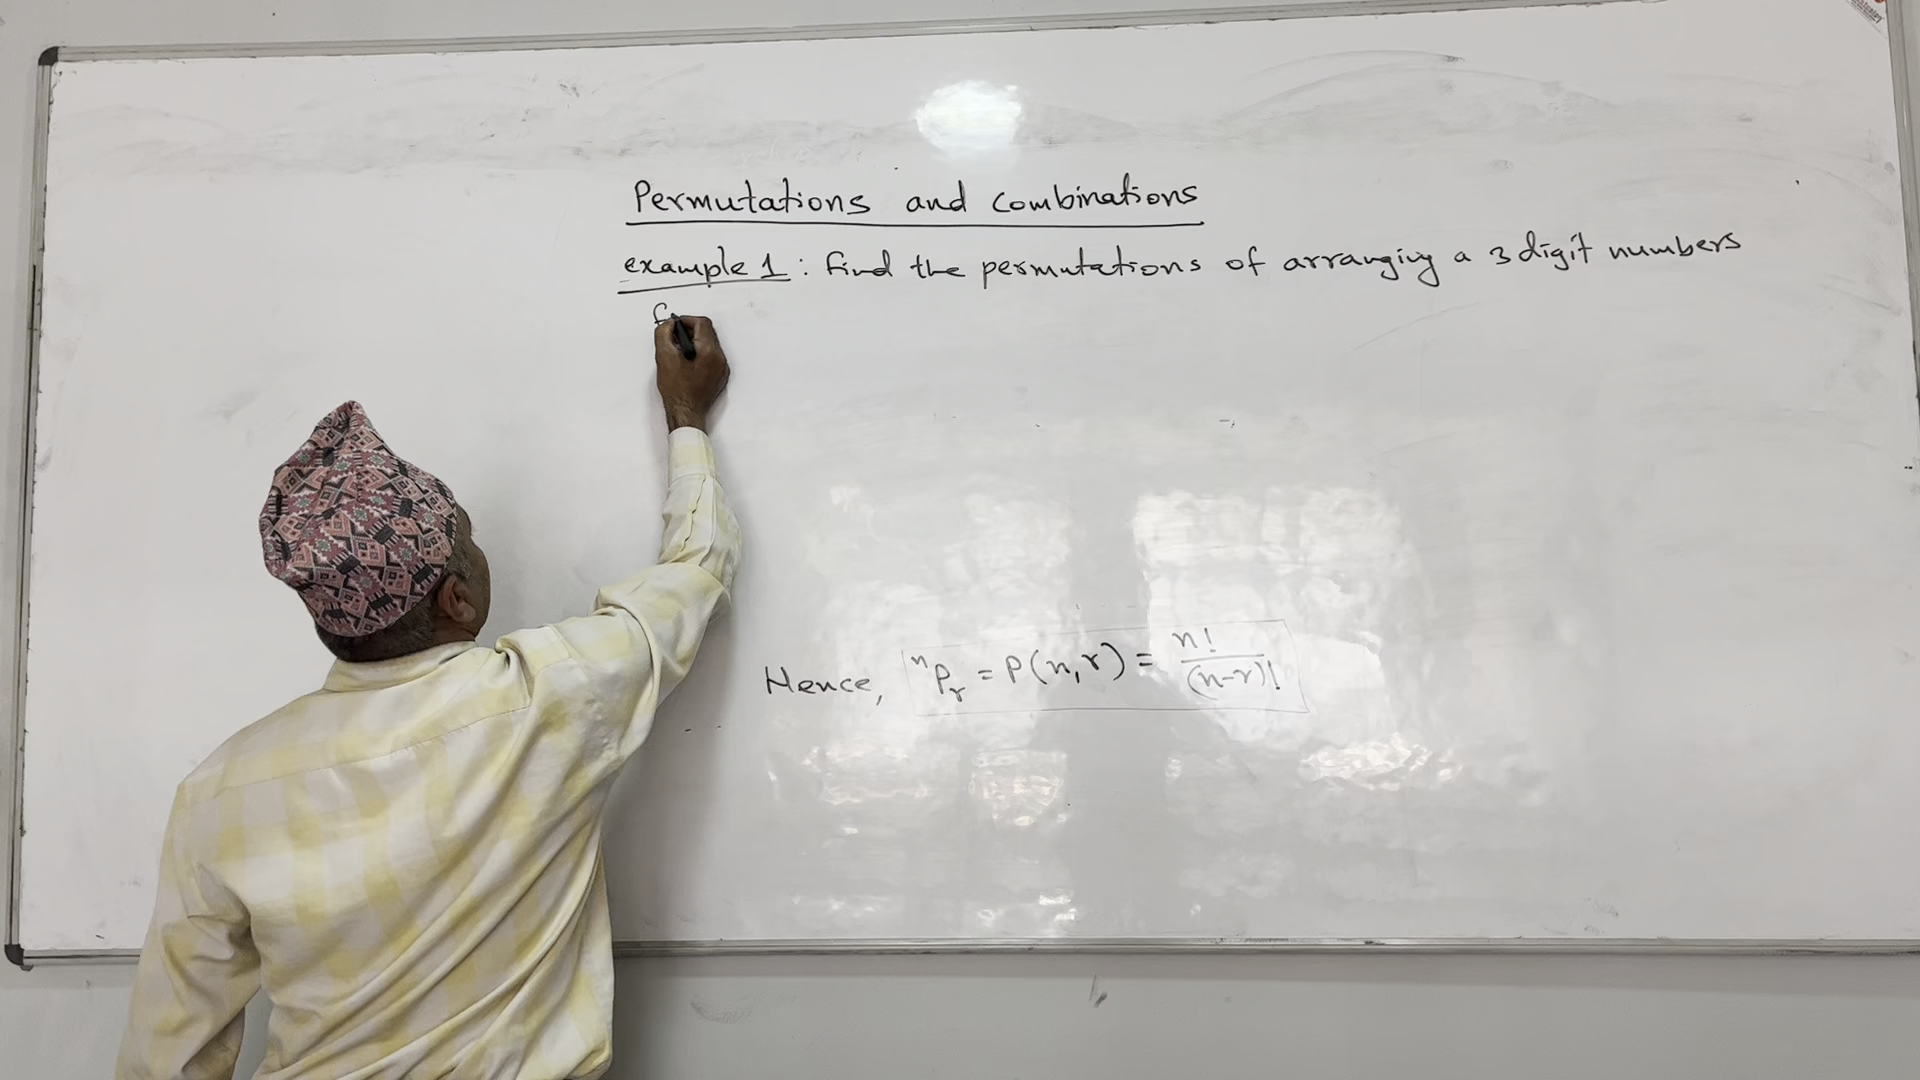 Permutations and combinations
example 1 : Find the permutations of arranging a 3 digit numbers
Hence, ⁿPᵣ = P(n,r) = n!/(n-r)!